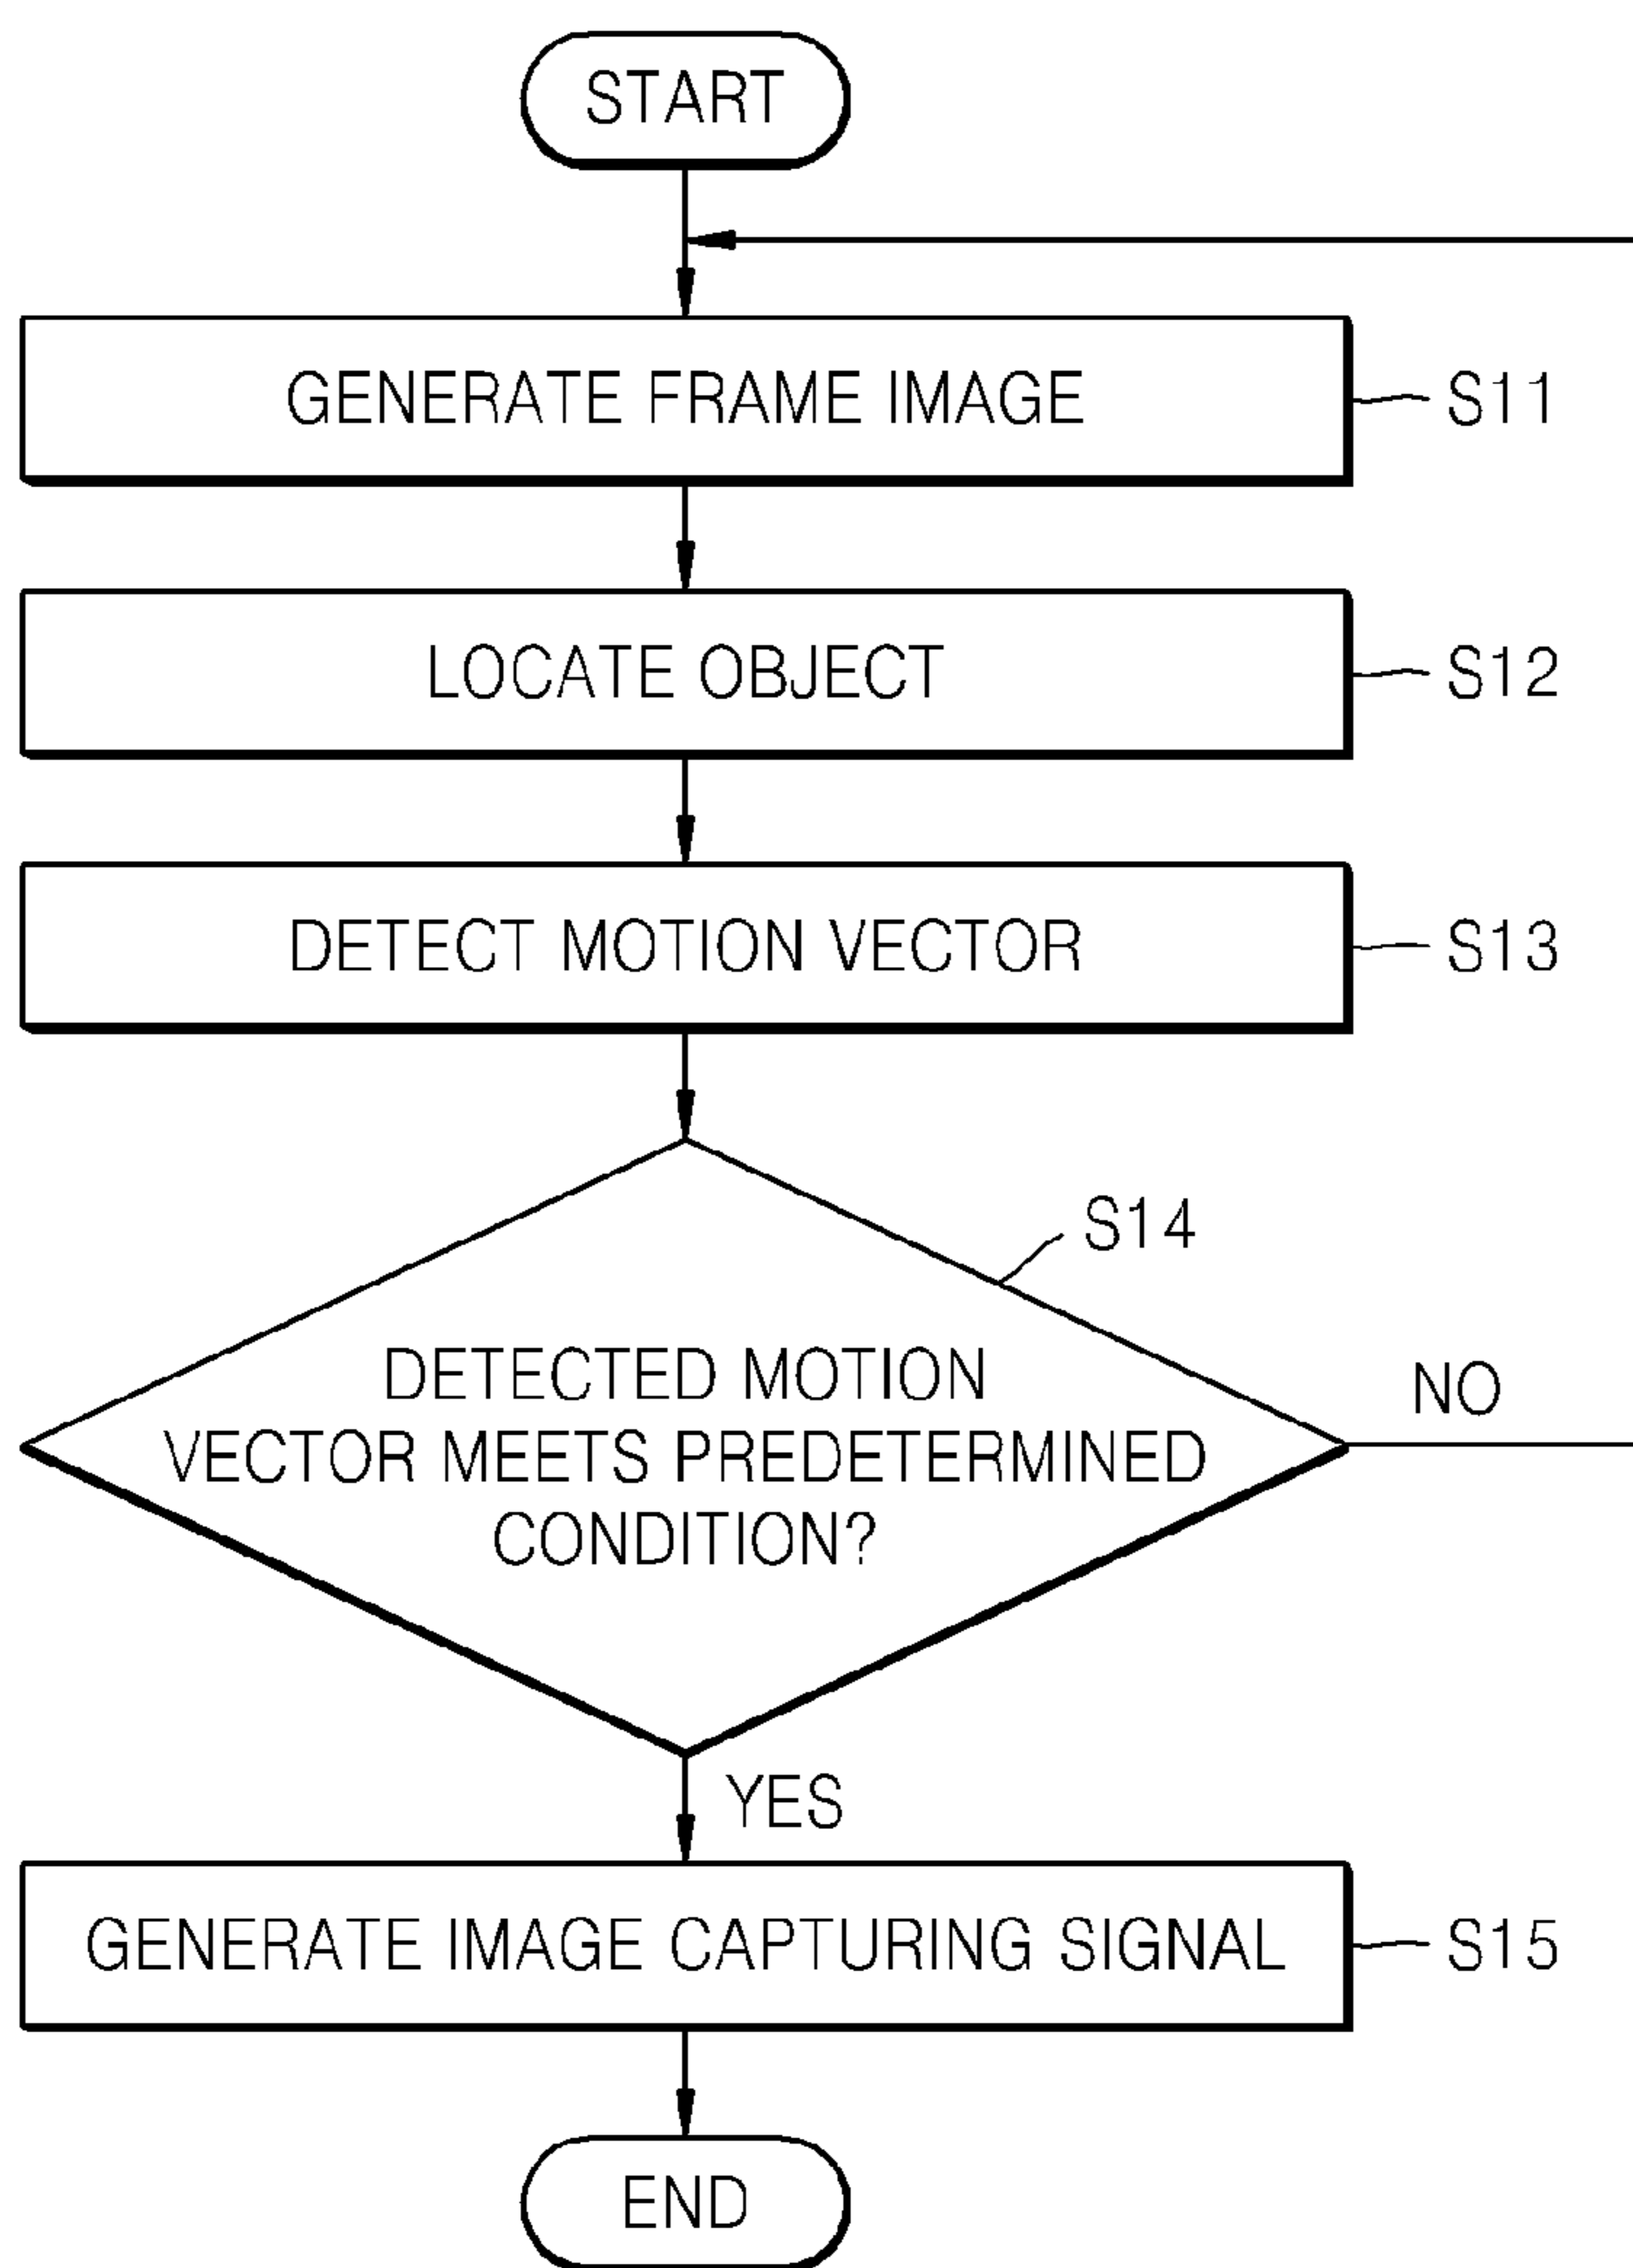 START
GENERATE FRAME IMAGE
S11
LOCATE OBJECT
S12
DETECT MOTION VECTOR
S13
S14
DETECTED MOTION
VECTOR MEETS PREDETERMINED
CONDITION?
NO
YES
GENERATE IMAGE CAPTURING SIGNAL
S15
END